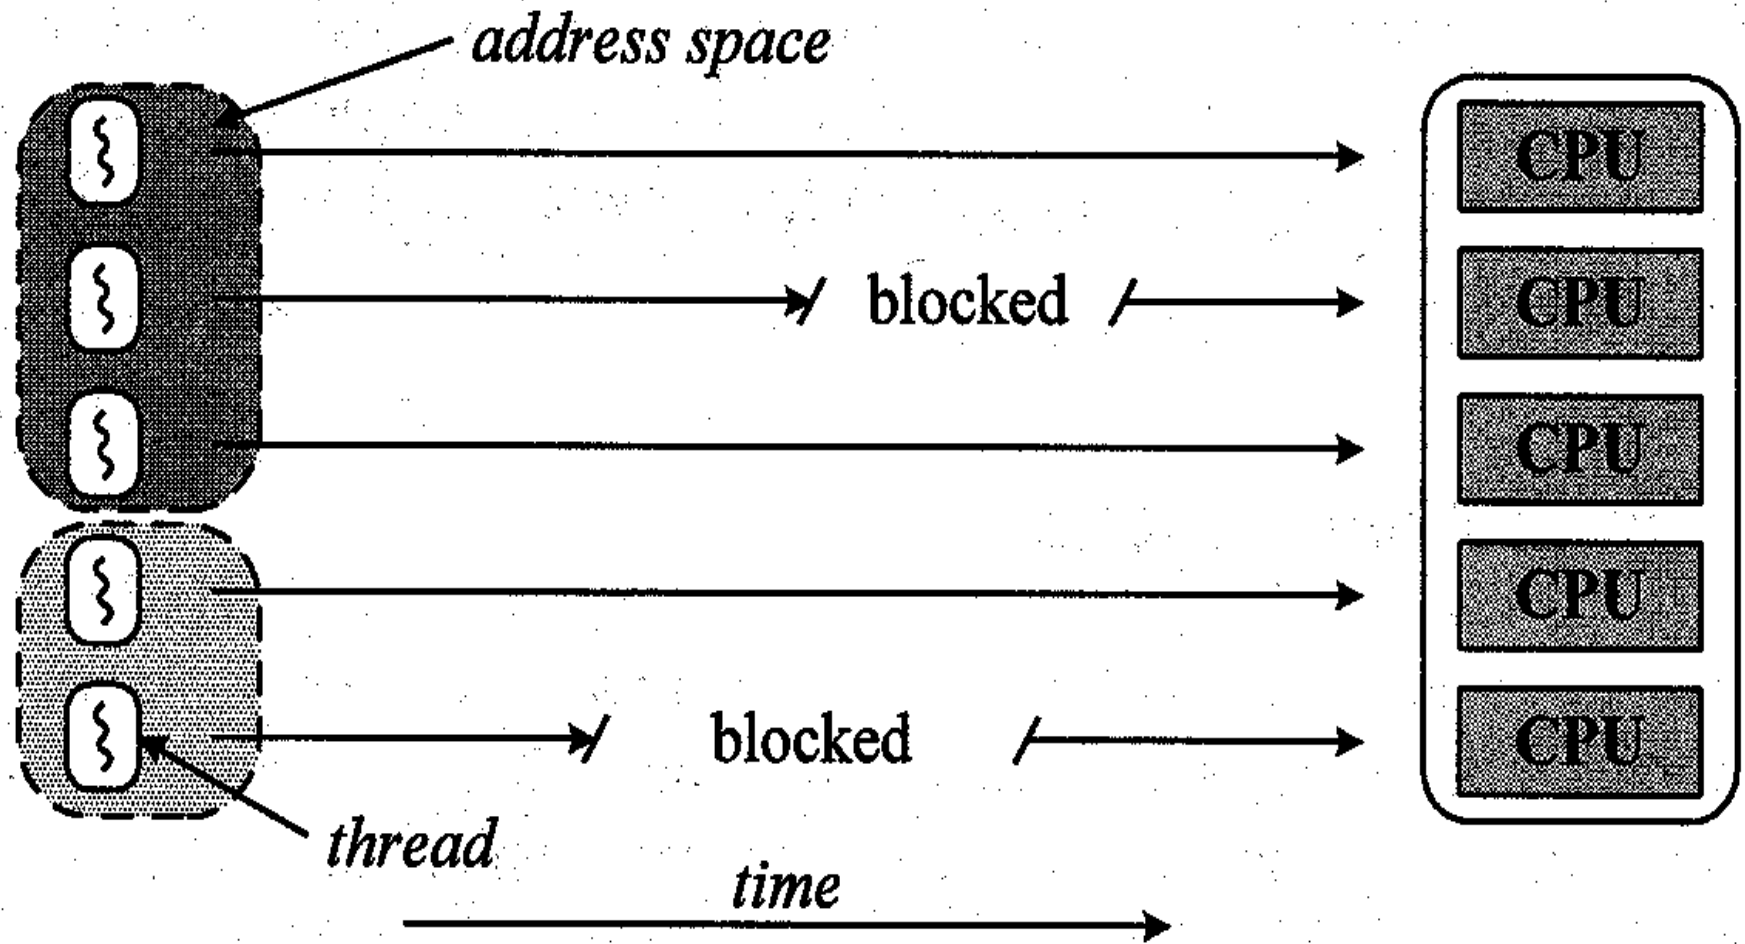 address space
CPU
blocked
CPU
CPU
CPU
blocked
CPU
thread
time